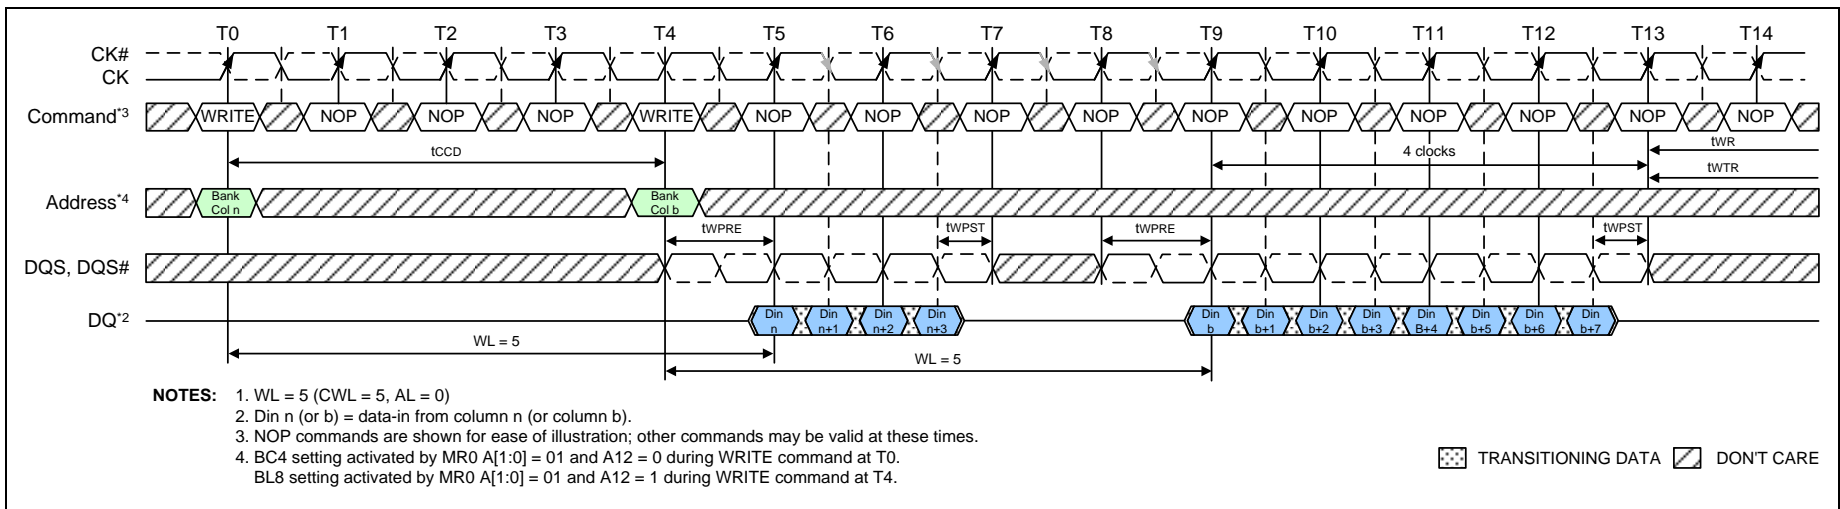 T0 T1 T2 T3 T4 T5 T6 T7 T8 T9 T10 T11 T12 T13 T14
CK#
CK
Command*3 WRITE NOP NOP NOP WRITE NOP NOP NOP NOP NOP NOP NOP NOP NOP NOP
tCCD 4 clocks tWR
tWTR
Address*4 Bank Col n Bank Col b
tWPRE tWPST tWPRE tWPST
DQS, DQS#
DQ*2 Din n Din n+1 Din n+2 Din n+3 Din b Din b+1 Din b+2 Din b+3 Din B+4 Din b+5 Din b+6 Din b+7
WL = 5
WL = 5
NOTES: 1. WL = 5 (CWL = 5, AL = 0)
2. Din n (or b) = data-in from column n (or column b).
3. NOP commands are shown for ease of illustration; other commands may be valid at these times.
4. BC4 setting activated by MR0 A[1:0] = 01 and A12 = 0 during WRITE command at T0.
BL8 setting activated by MR0 A[1:0] = 01 and A12 = 1 during WRITE command at T4.
TRANSITIONING DATA DON'T CARE